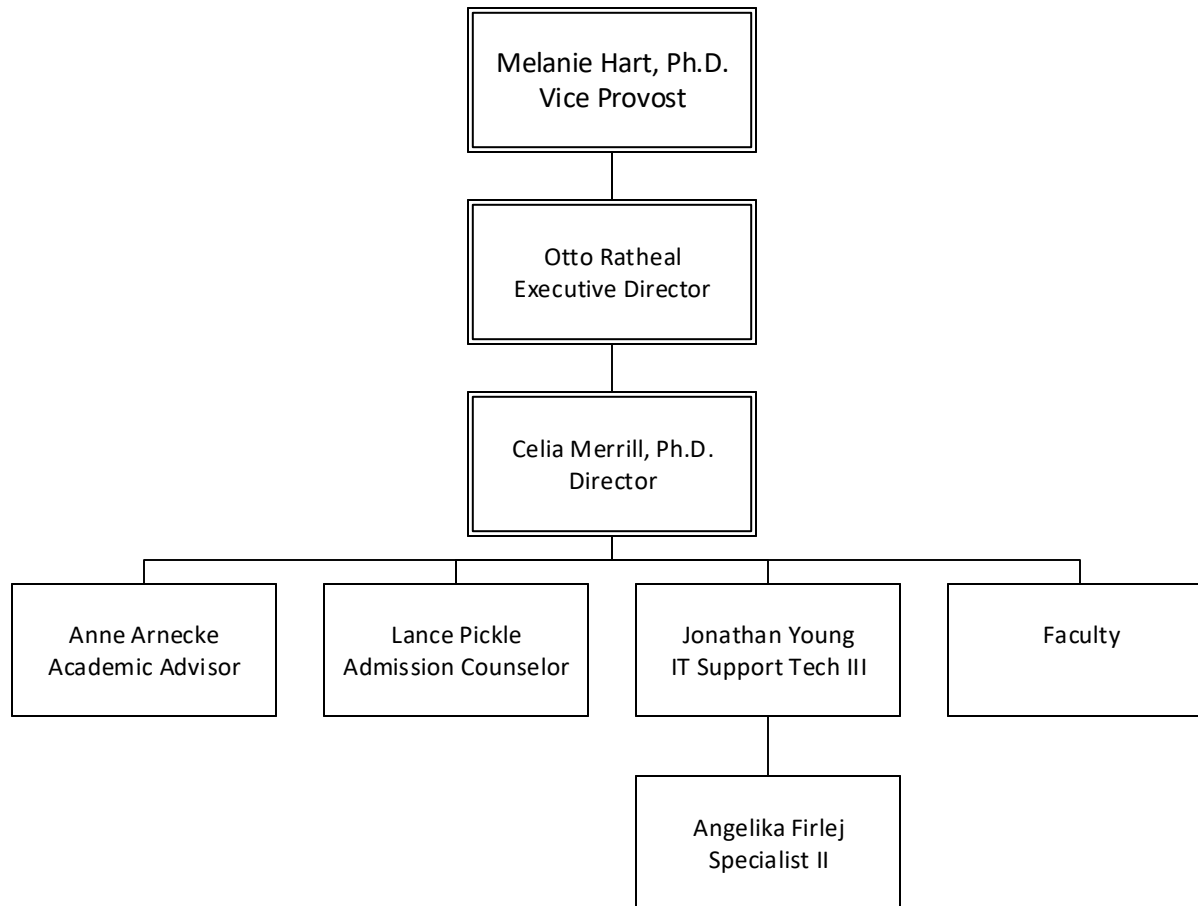 Melanie Hart, Ph.D.
Vice Provost
Otto Ratheal
Executive Director
Celia Merrill, Ph.D.
Director
Anne Arnecke
Academic Advisor
Lance Pickle
Admission Counselor
Jonathan Young
IT Support Tech III
Faculty
Angelika Firlej
Specialist II